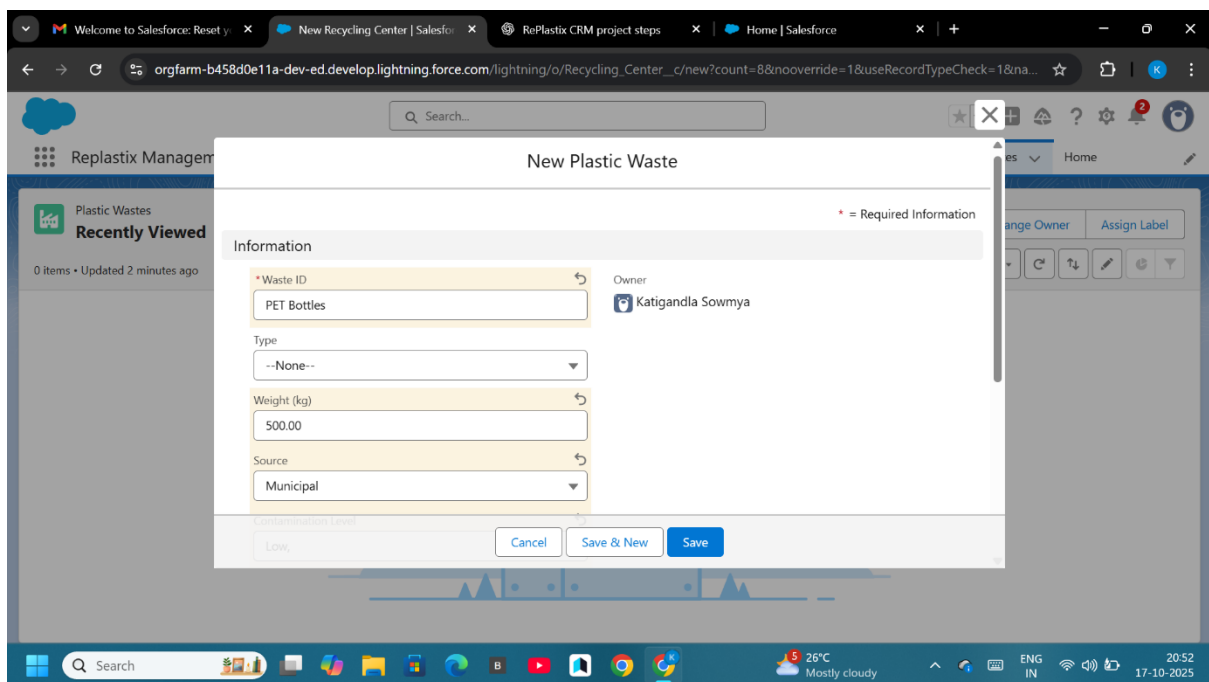 Welcome to Salesforce: Reset y
New Recycling Center | Salesfor
RePlastix CRM project steps
Home | Salesforce
orgfarm-b458d0e11a-dev-ed.develop.lightning.force.com/lightning/o/Recycling_Center__c/new?count=8&nooverride=1&useRecordTypeCheck=1&na...
K
Search...
2
Replastix Managem
New Plastic Waste
es
Home
Plastic Wastes
Recently Viewed
* = Required Information
ange Owner
Assign Label
Information
0 items • Updated 2 minutes ago
*Waste ID
Owner
PET Bottles
Katigandla Sowmya
Type
--None--
Weight (kg)
500.00
Source
Municipal
Contamination Level
Low,
Cancel
Save & New
Save
Search
B
5
26°C
Mostly cloudy
ENG
IN
20:52
17-10-2025